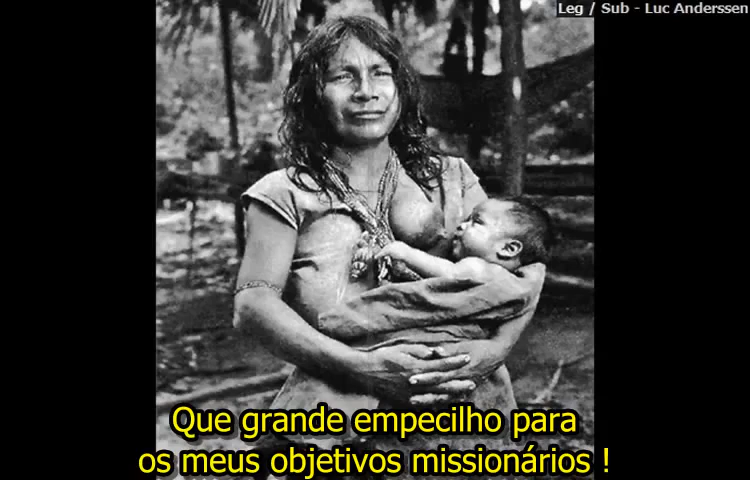 Leg / Sub - Luc Anderssen
Que grande empecilho para
os meus objetivos missionários !